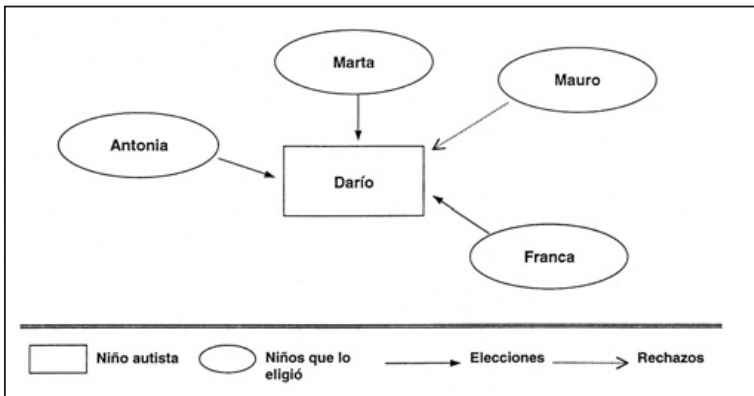 Marta
Mauro
Antonia
Darío
Franca
Niño autista
Niños que lo
eligió
Elecciones
Rechazos